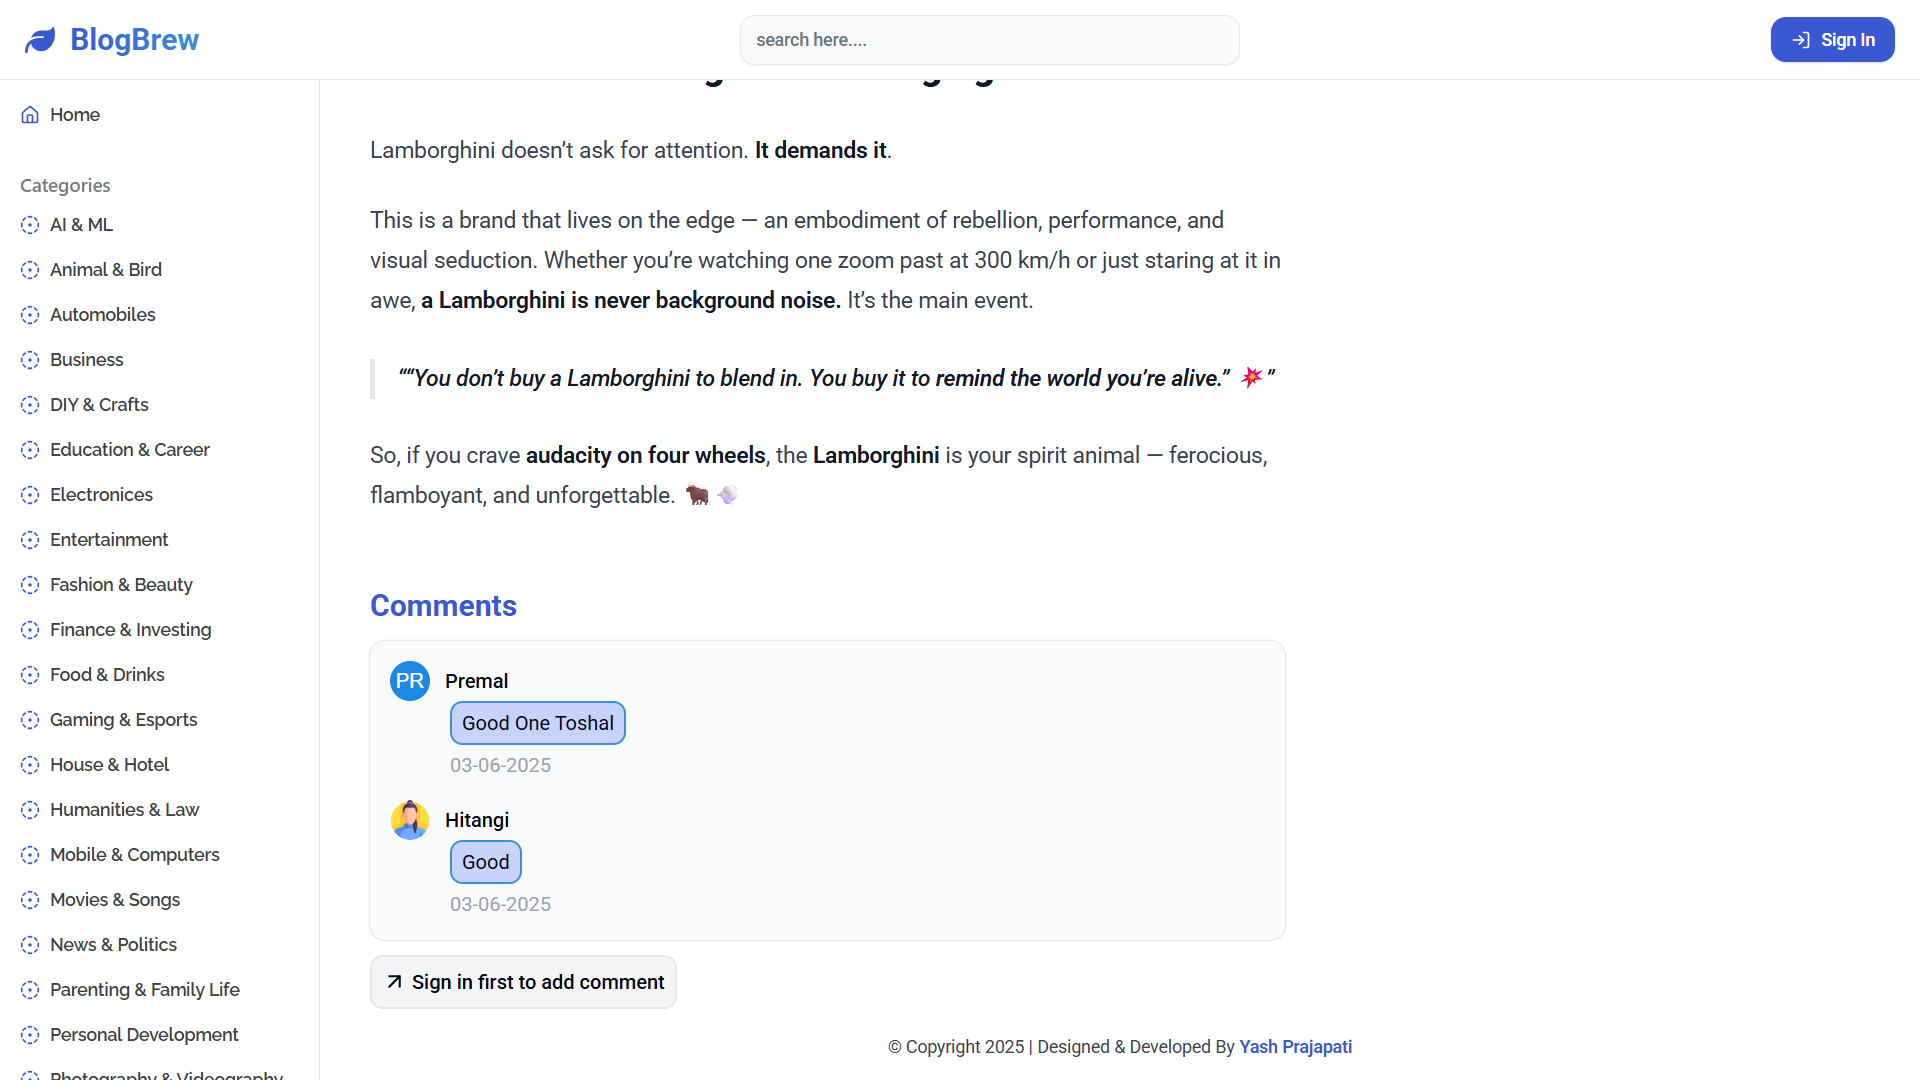 BlogBrew
search here....
Sign In
Home
Categories
AI & ML
Animal & Bird
Automobiles
Business
DIY & Crafts
Education & Career
Electronices
Entertainment
Fashion & Beauty
Finance & Investing
Food & Drinks
Gaming & Esports
House & Hotel
Humanities & Law
Mobile & Computers
Movies & Songs
News & Politics
Parenting & Family Life
Personal Development
Photography & Videography
Lamborghini doesn’t ask for attention. It demands it.
This is a brand that lives on the edge — an embodiment of rebellion, performance, and
visual seduction. Whether you’re watching one zoom past at 300 km/h or just staring at it in
awe, a Lamborghini is never background noise. It’s the main event.
““You don’t buy a Lamborghini to blend in. You buy it to remind the world you’re alive.” 💥”
So, if you crave audacity on four wheels, the Lamborghini is your spirit animal — ferocious,
flamboyant, and unforgettable. 🐂💨
Comments
PR
Premal
Good One Toshal
03-06-2025
Hitangi
Good
03-06-2025
Sign in first to add comment
© Copyright 2025 | Designed & Developed By Yash Prajapati